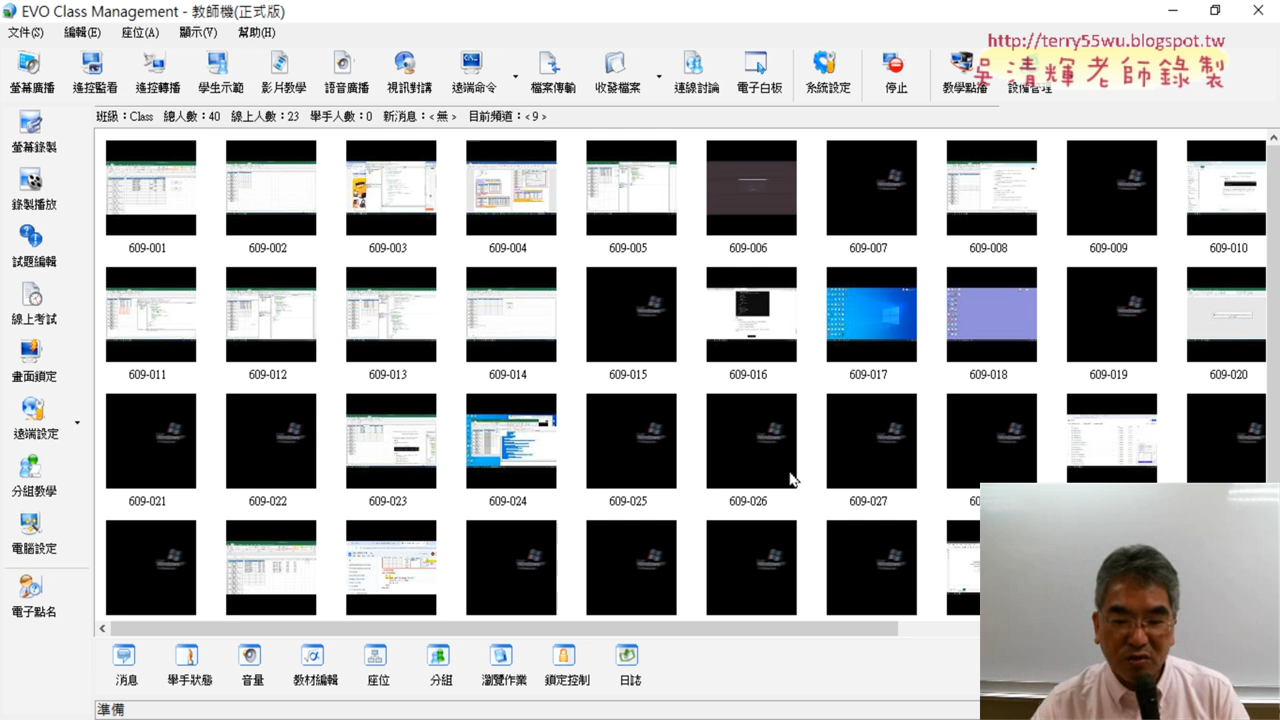 EVO Class Management - 教師機(正式版)
文件(S) 編輯(E) 座位(A) 顯示(V) 幫助(H)
http://terry55wu.blogspot.tw
吳清輝老師錄製
螢幕廣播 遠控監看 遠控轉播 學生示範 影片教學 語音廣播 視訊對講 遠端命令 檔案傳輸 收發檔案 連線討論 電子白板 系統設定 停止 教學點播 設備管理
班級：Class 總人數：40 線上人數：23 舉手人數：0 新消息：< 無 > 目前頻道：< 9 >
螢幕錄製
錄製播放
試題編輯
線上考試
畫面鎖定
遠端設定
分組教學
電腦設定
電子點名
609-001 609-002 609-003 609-004 609-005 609-006 609-007 609-008 609-009 609-010
609-011 609-012 609-013 609-014 609-015 609-016 609-017 609-018 609-019 609-020
609-021 609-022 609-023 609-024 609-025 609-026 609-027
消息 舉手狀態 音量 教材編輯 座位 分組 瀏覽作業 鎖定控制 日誌
準備